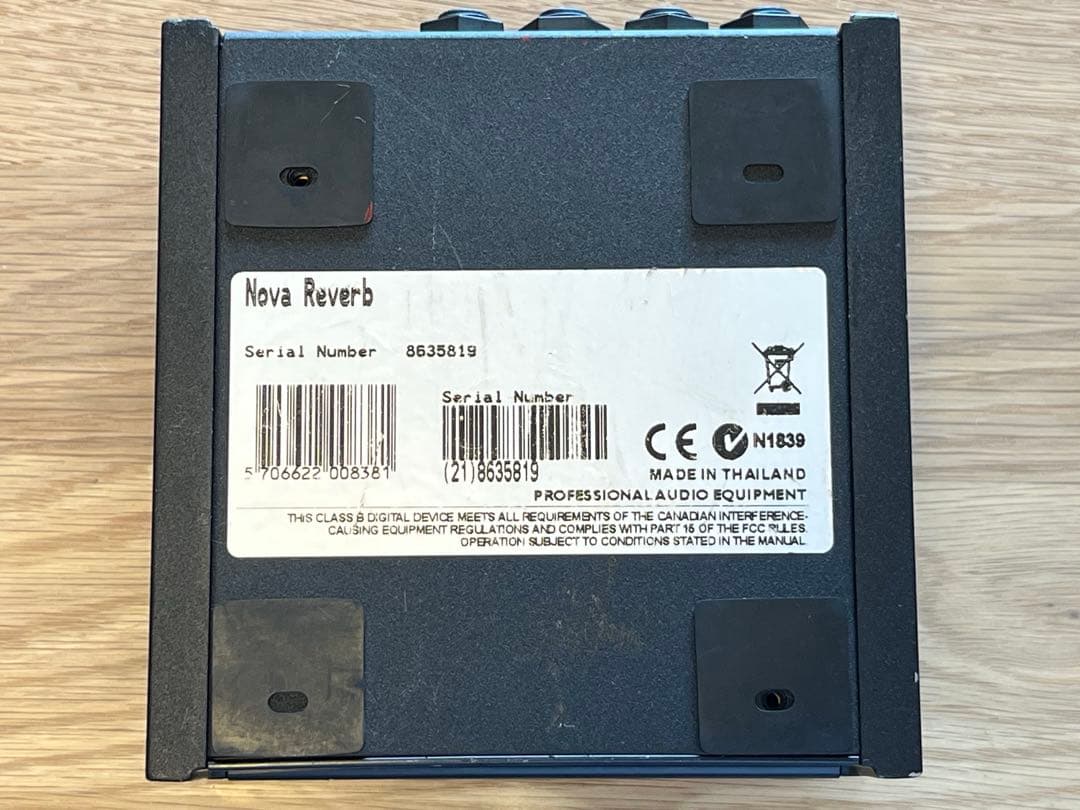 Nova Reverb
Serial Number 8635819
Serial Number
5 706622 008381
(21)8635819
CE N1839
MADE IN THAILAND
PROFESSIONAL AUDIO EQUIPMENT
THIS CLASS B DIGITAL DEVICE MEETS ALL REQUIREMENTS OF THE CANADIAN INTERFERENCE-
CAUSING EQUIPMENT REGULATIONS AND COMPLIES WITH PART 15 OF THE FCC RULES.
OPERATION SUBJECT TO CONDITIONS STATED IN THE MANUAL.